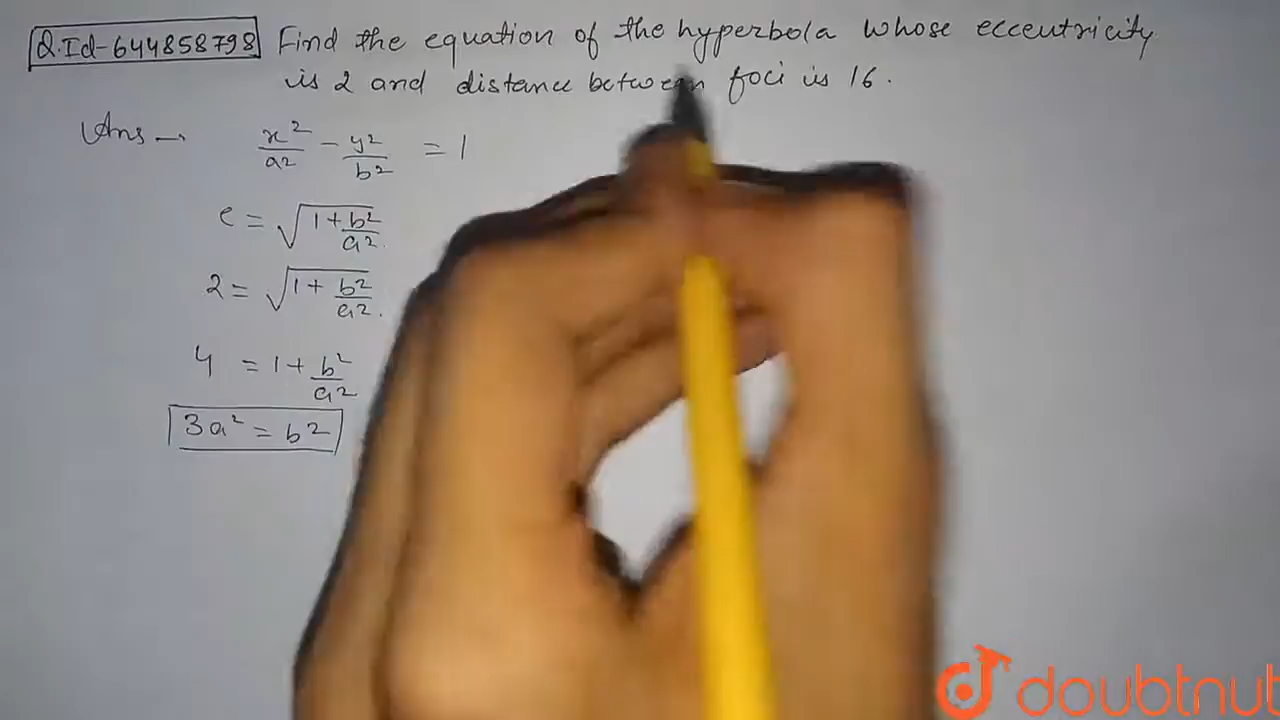 Q.Id-644858798 Find the equation of the hyperbola whose eccentricity
is 2 and distance between foci is 16.
Ans → x²/a² - y²/b² = 1
e = √(1+b²/a²)
2 = √(1+b²/a²)
4 = 1+b²/a²
3a² = b²
doubtnut